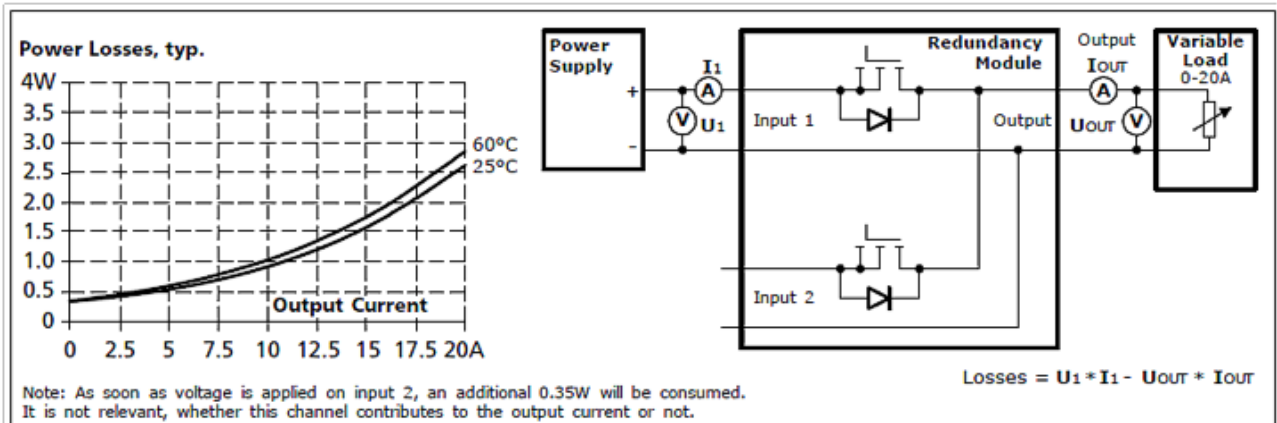 Power Losses, typ.
4W
3.5
3.0
2.5
2.0
1.5
1.0
0.5
0
60°C
25°C
Output Current
0 2.5 5 7.5 10 12.5 15 17.5 20A
Note: As soon as voltage is applied on input 2, an additional 0.35W will be consumed.
It is not relevant, whether this channel contributes to the output current or not.
Power
Supply
+
-
I1
A
V
U1
Redundancy
Module
Input 1
Output
Input 2
Output
IOUT
A
UOUT
V
Variable
Load
0-20A
Losses = U1*I1 - UOUT * IOUT